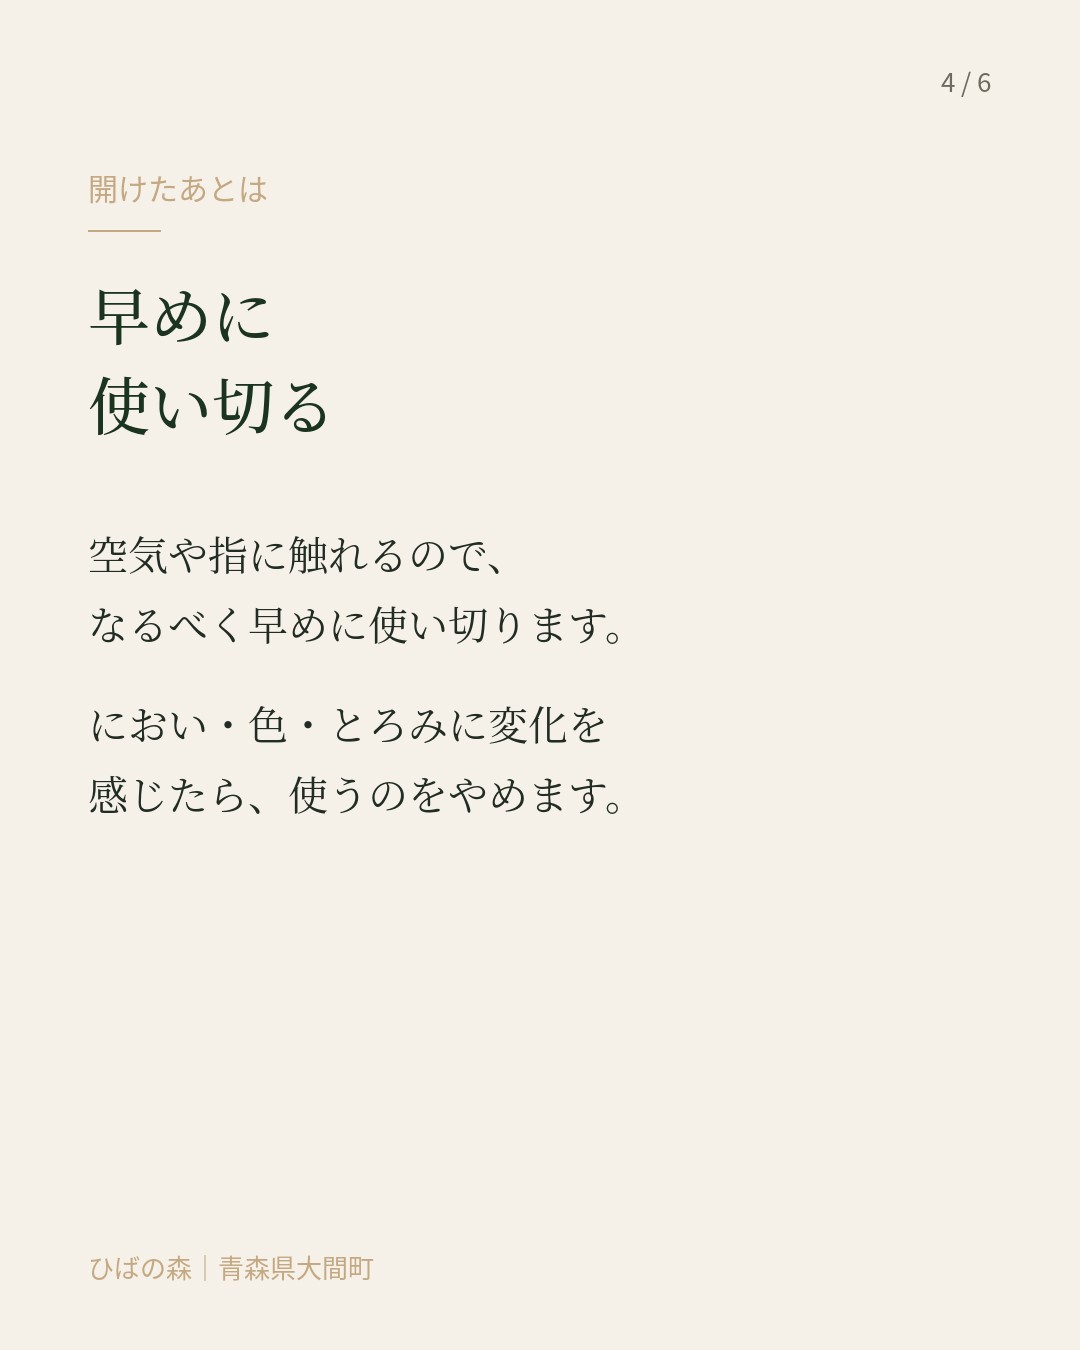 4 / 6
開けたあとは
早めに
使い切る
空気や指に触れるので、
なるべく早めに使い切ります。
におい・色・とろみに変化を
感じたら、使うのをやめます。
ひばの森｜青森県大間町